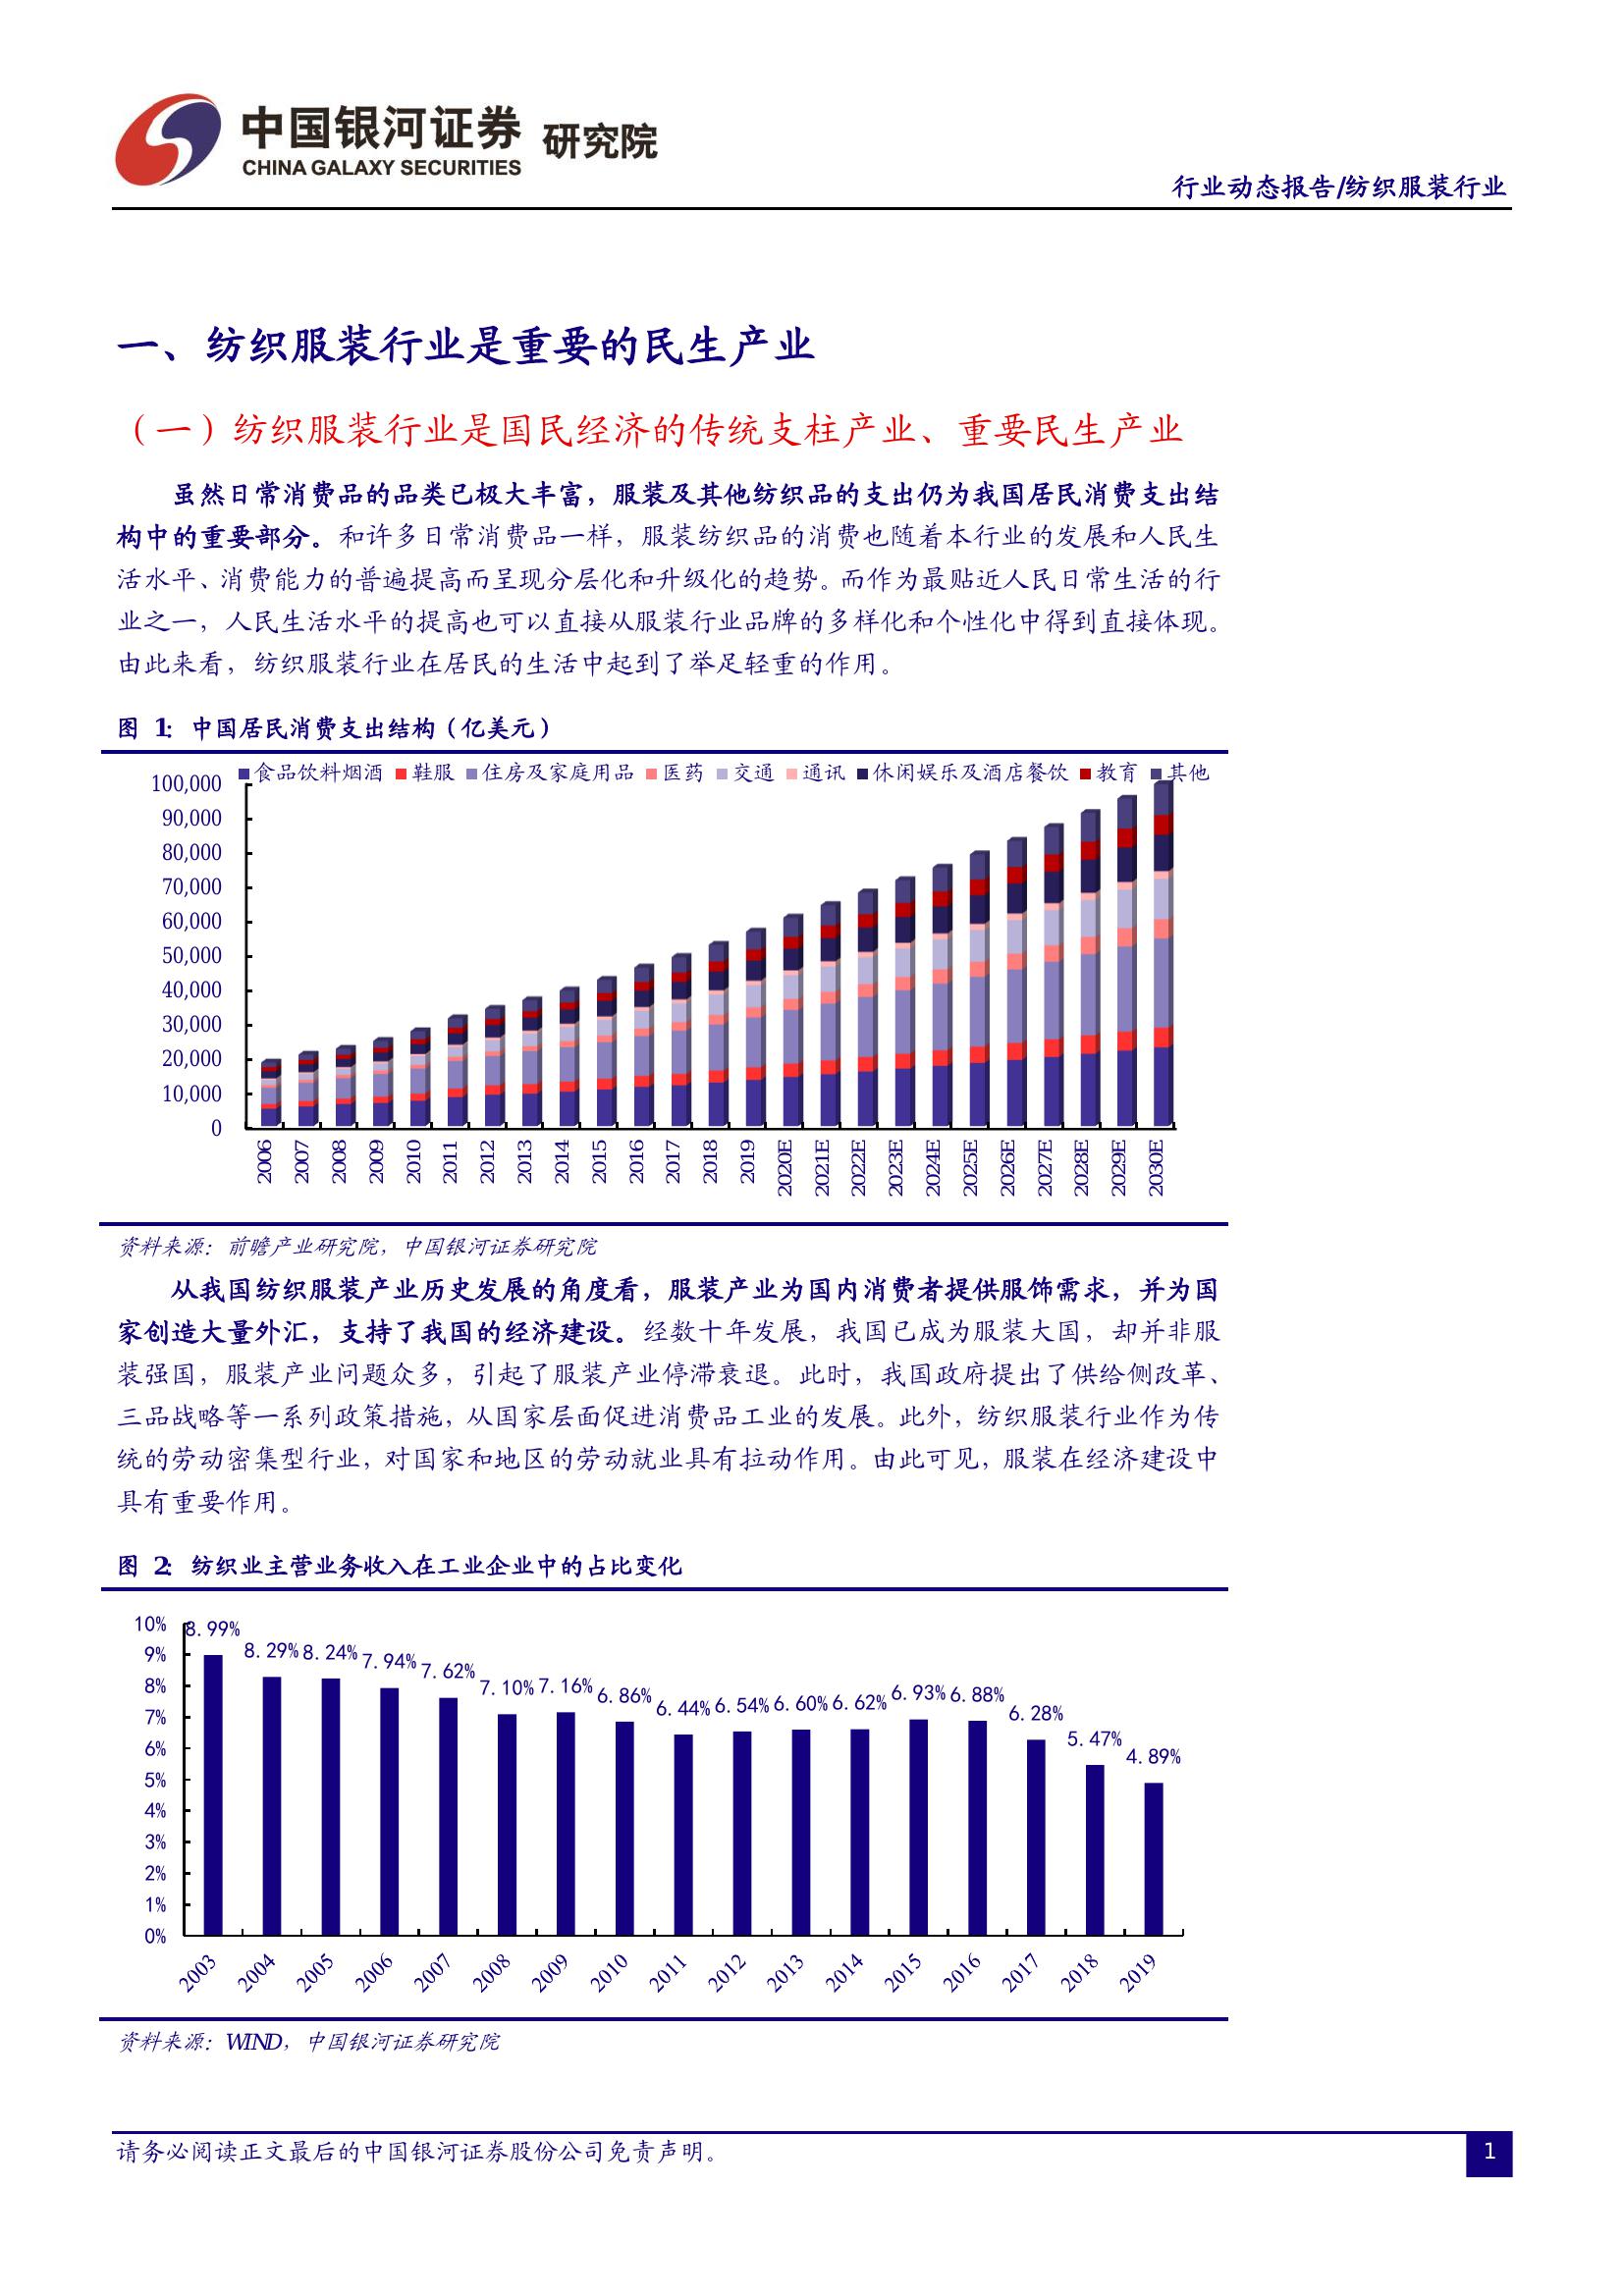 中国银河证券 研究院
CHINA GALAXY SECURITIES
行业动态报告/纺织服装行业
一、纺织服装行业是重要的民生产业
（一）纺织服装行业是国民经济的传统支柱产业、重要民生产业
虽然日常消费品的品类已极大丰富，服装及其他纺织品的支出仍为我国居民消费支出结
构中的重要部分。和许多日常消费品一样，服装纺织品的消费也随着本行业的发展和人民生
活水平、消费能力的普遍提高而呈现分层化和升级化的趋势。而作为最贴近人民日常生活的行
业之一，人民生活水平的提高也可以直接从服装行业品牌的多样化和个性化中得到直接体现。
由此来看，纺织服装行业在居民的生活中起到了举足轻重的作用。
图 1: 中国居民消费支出结构（亿美元）
食品饮料烟酒 鞋服 住房及家庭用品 医药 交通 通讯 休闲娱乐及酒店餐饮 教育 其他
100,000
90,000
80,000
70,000
60,000
50,000
40,000
30,000
20,000
10,000
0
2006 2007 2008 2009 2010 2011 2012 2013 2014 2015 2016 2017 2018 2019 2020E 2021E 2022E 2023E 2024E 2025E 2026E 2027E 2028E 2029E 2030E
资料来源：前瞻产业研究院，中国银河证券研究院
从我国纺织服装产业历史发展的角度看，服装产业为国内消费者提供服饰需求，并为国
家创造大量外汇，支持了我国的经济建设。经数十年发展，我国已成为服装大国，却并非服
装强国，服装产业问题众多，引起了服装产业停滞衰退。此时，我国政府提出了供给侧改革、
三品战略等一系列政策措施，从国家层面促进消费品工业的发展。此外，纺织服装行业作为传
统的劳动密集型行业，对国家和地区的劳动就业具有拉动作用。由此可见，服装在经济建设中
具有重要作用。
图 2: 纺织业主营业务收入在工业企业中的占比变化
10%
9%
8%
7%
6%
5%
4%
3%
2%
1%
0%
8.99% 8.29% 8.24% 7.94% 7.62% 7.10% 7.16% 6.86% 6.44% 6.54% 6.60% 6.62% 6.93% 6.88% 6.28% 5.47% 4.89%
2003 2004 2005 2006 2007 2008 2009 2010 2011 2012 2013 2014 2015 2016 2017 2018 2019
资料来源：WIND，中国银河证券研究院
请务必阅读正文最后的中国银河证券股份公司免责声明。
1